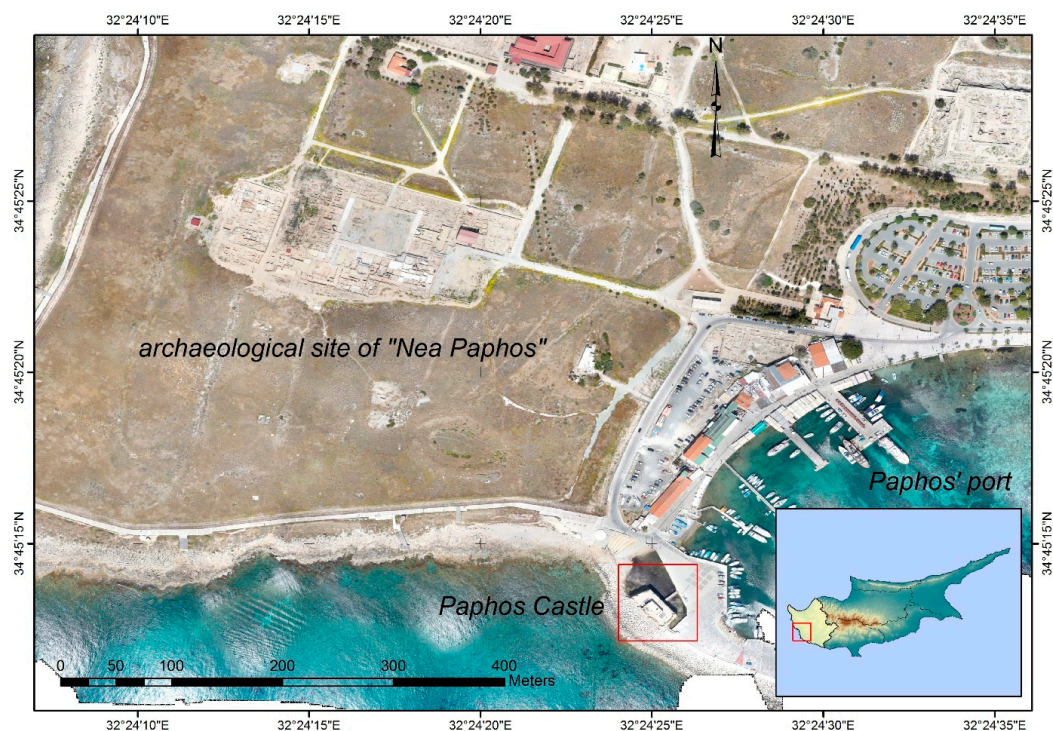 32°24'10"E 32°24'15"E 32°24'20"E 32°24'25"E 32°24'30"E 32°24'35"E
N
34°45'25"N 34°45'25"N
archaeological site of "Nea Paphos"
34°45'20"N 34°45'20"N
Paphos' port
34°45'15"N 34°45'15"N
Paphos Castle
0 50 100 200 300 400
Meters
32°24'10"E 32°24'15"E 32°24'20"E 32°24'25"E 32°24'30"E 32°24'35"E